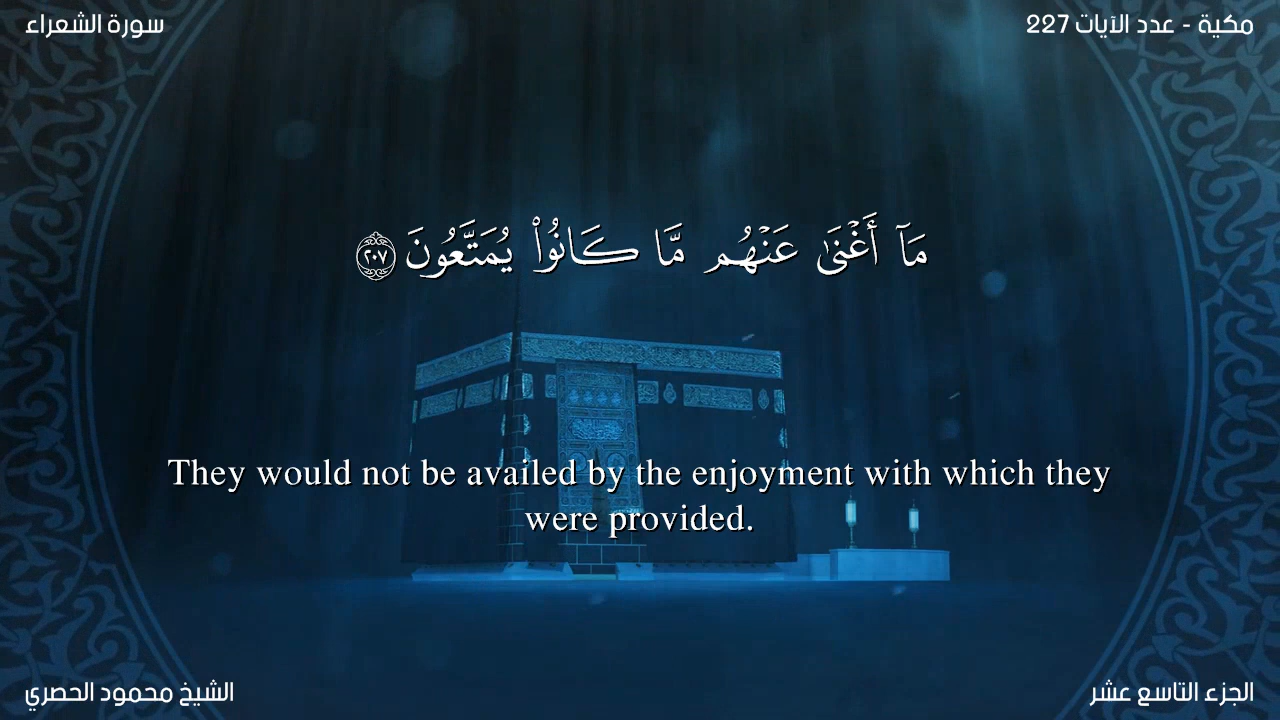 سورة الشعراء
مكية - عدد الآيات 227
مَآ أَغْنَىٰ عَنْهُم مَّا كَانُوا۟ يُمَتَّعُونَ ٢٠٧
They would not be availed by the enjoyment with which they
were provided.
الشيخ محمود الحصري
الجزء التاسع عشر